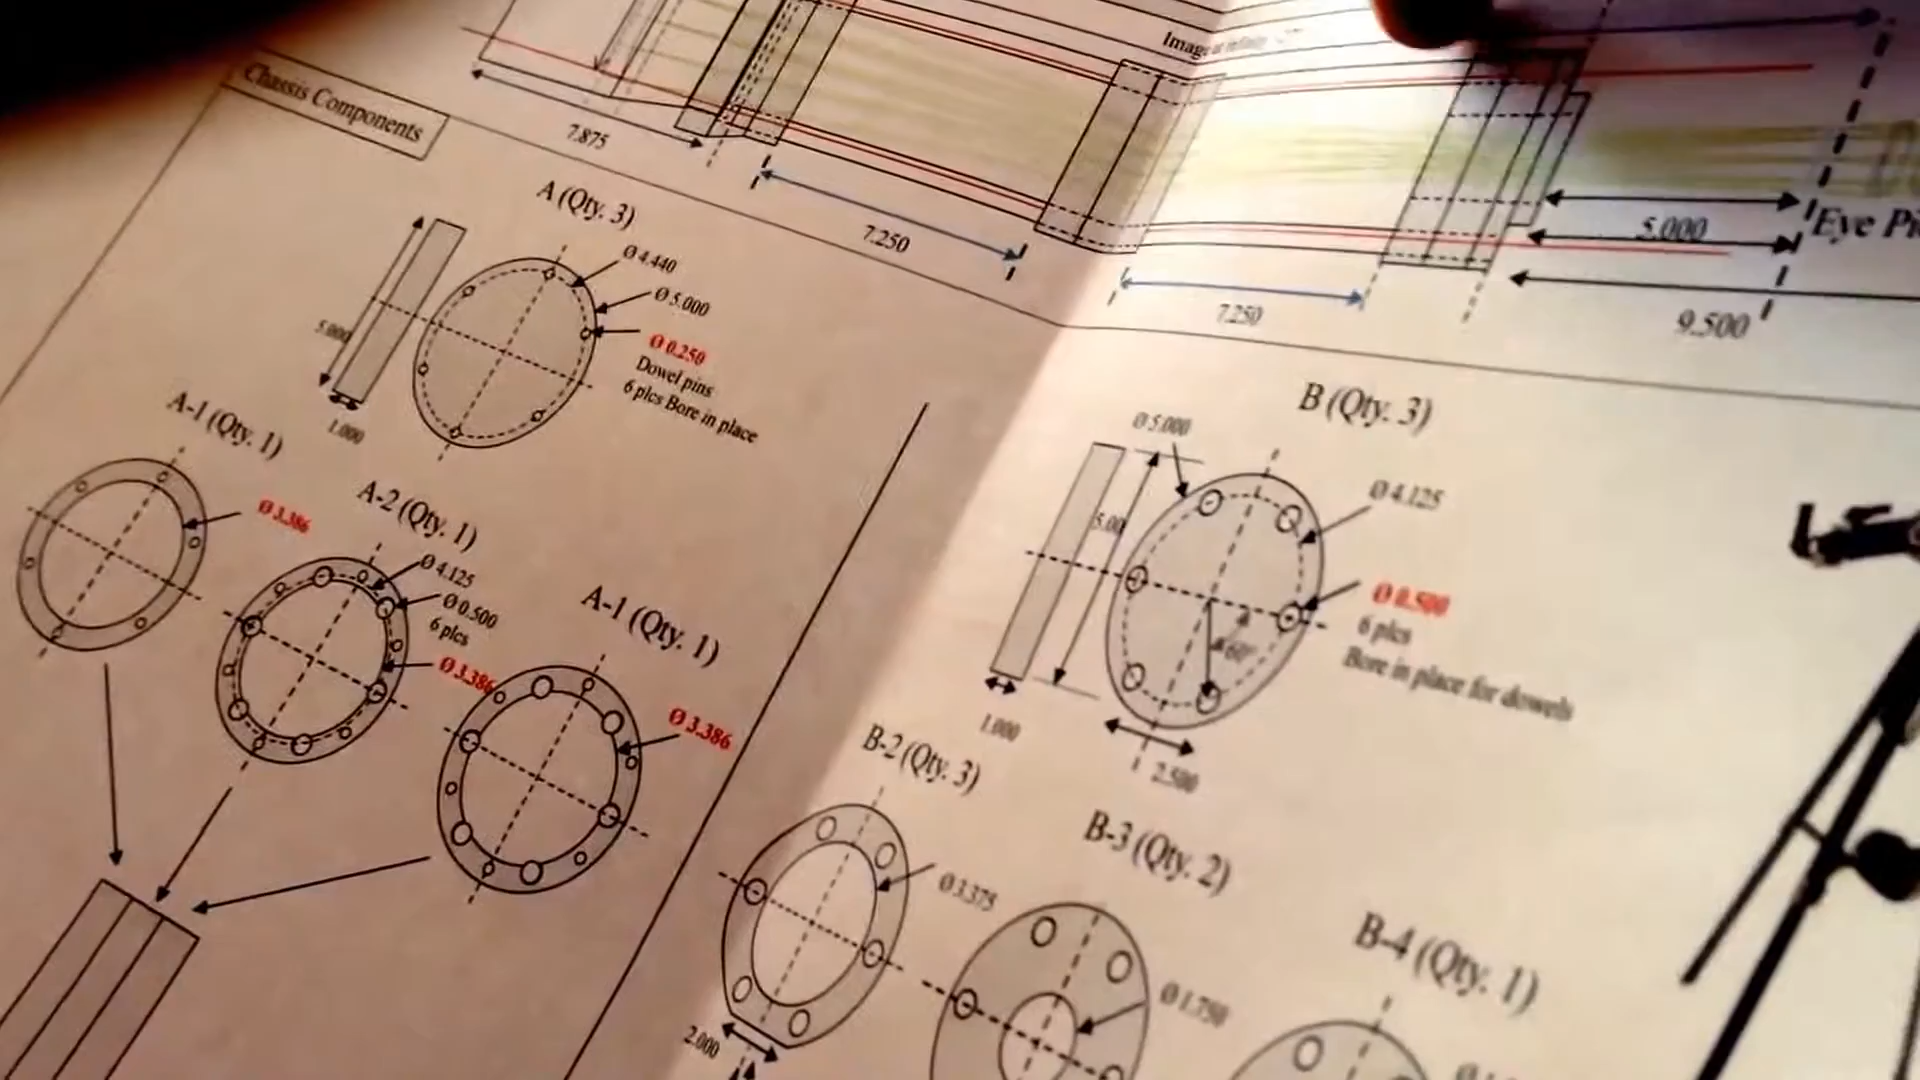 Image at infinity
Chassis Components
7.875
7.250
7.250
5.000
9.500
Eye
A (Qty. 3)
Ø 4.440
Ø 5.000
Ø 0.250
Dowel pins
6 plcs Bore in place
5.000
1.000
A-1 (Qty. 1)
Ø 3.386
A-2 (Qty. 1)
Ø 4.125
Ø 0.500
6 plcs
Ø 3.386
A-1 (Qty. 1)
Ø 3.386
B (Qty. 3)
Ø 5.000
Ø 4.125
5.00
Ø 0.500
6 plcs
Bore in place for dowels
60°
1.000
2.500
B-2 (Qty. 3)
Ø 3.375
2.000
B-3 (Qty. 2)
Ø 1.750
B-4 (Qty. 1)